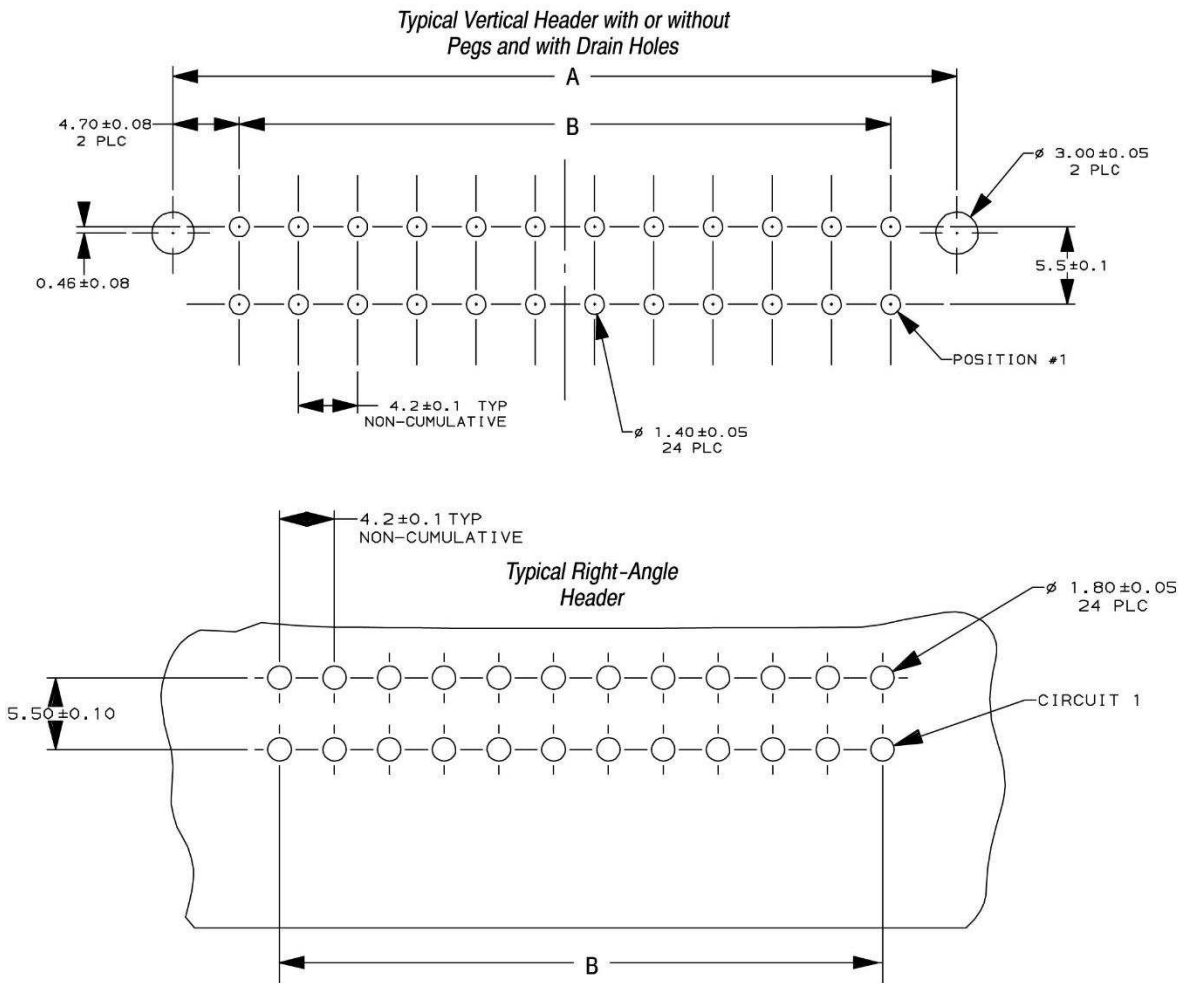 Typical Vertical Header with or without
Pegs and with Drain Holes
A
4.70±0.08
2 PLC
B
ø 3.00±0.05
2 PLC
0.46±0.08
5.5±0.1
POSITION #1
4.2±0.1 TYP
NON-CUMULATIVE
ø 1.40±0.05
24 PLC
4.2±0.1 TYP
NON-CUMULATIVE
Typical Right-Angle
Header
ø 1.80±0.05
24 PLC
5.50±0.10
CIRCUIT 1
B